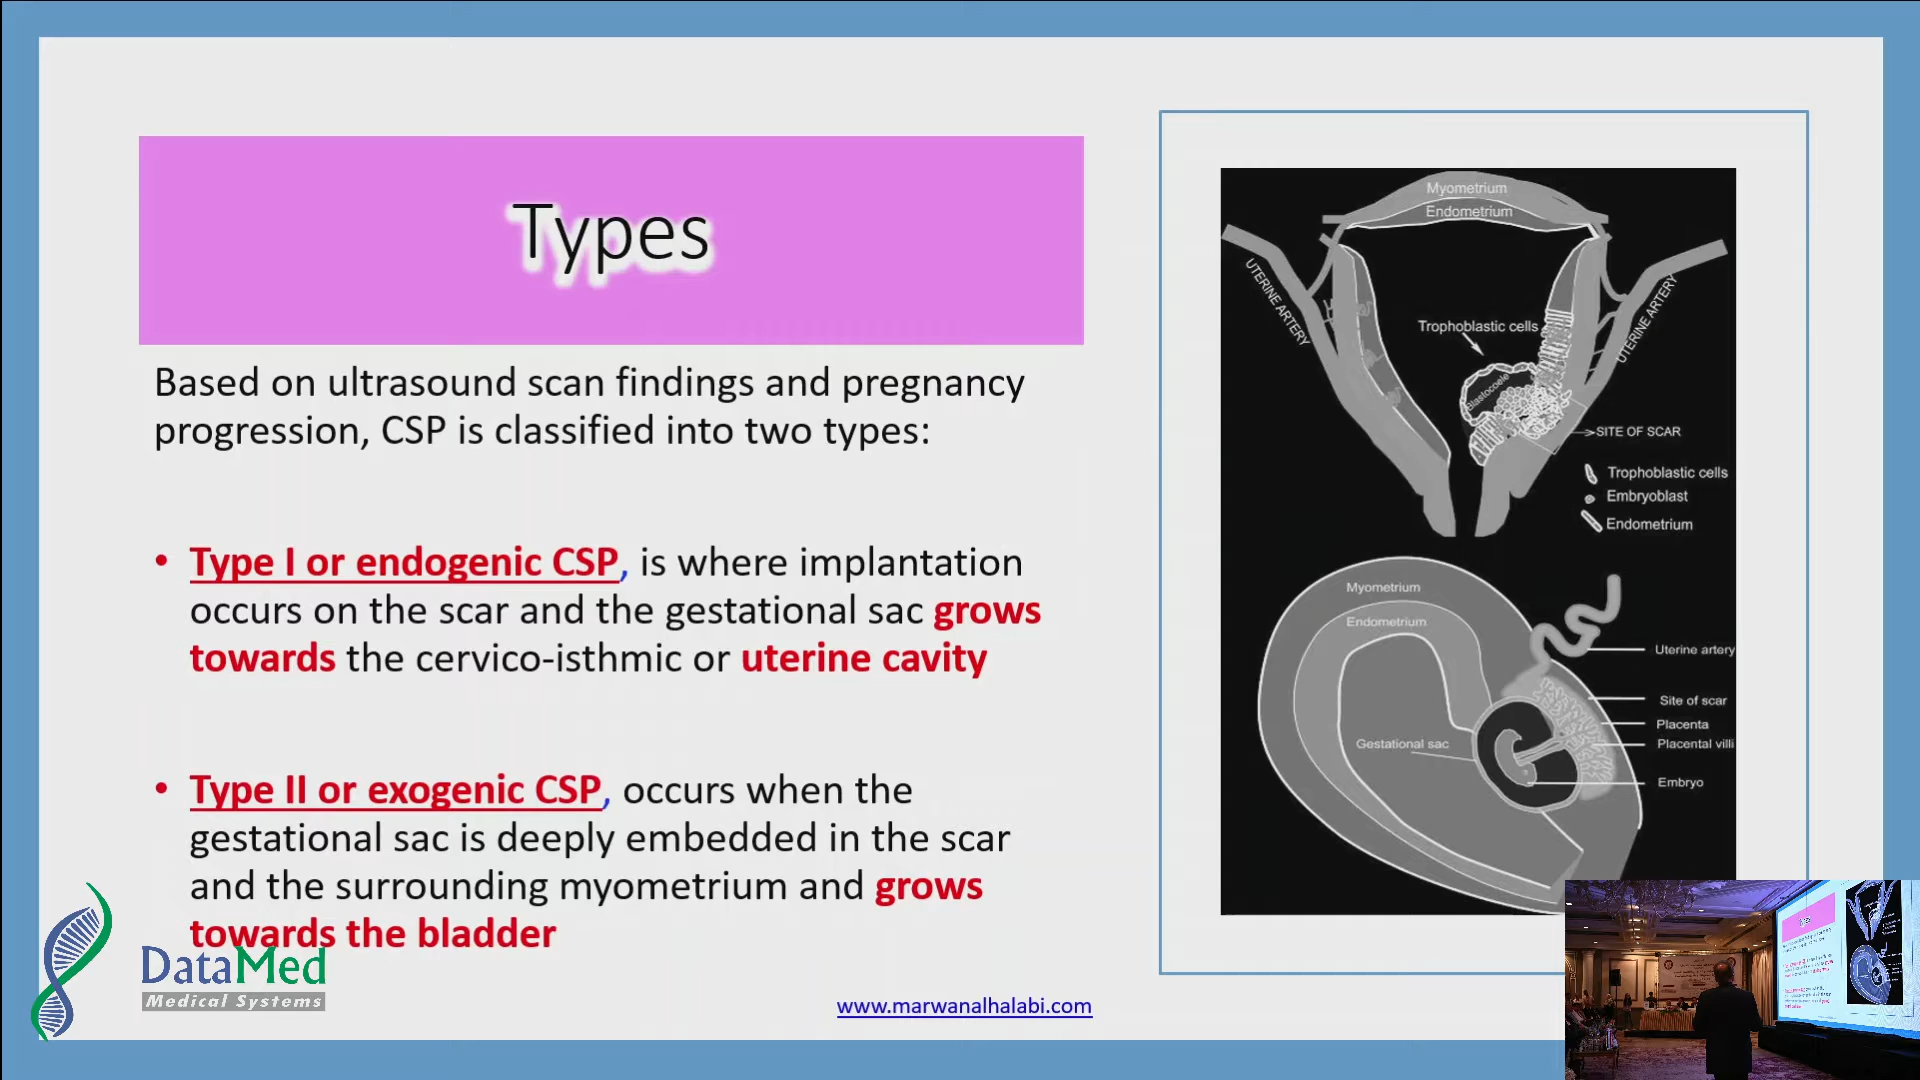 Types
Based on ultrasound scan findings and pregnancy
progression, CSP is classified into two types:
• Type I or endogenic CSP, is where implantation
occurs on the scar and the gestational sac grows
towards the cervico-isthmic or uterine cavity
• Type II or exogenic CSP, occurs when the
gestational sac is deeply embedded in the scar
and the surrounding myometrium and grows
towards the bladder
DataMed
Medical Systems
www.marwanalhalabi.com
Myometrium
Endometrium
UTERINE ARTERY
UTERINE ARTERY
Trophoblastic cells
Blastocoele
SITE OF SCAR
Trophoblastic cells
Embryoblast
Endometrium
Myometrium
Endometrium
Uterine artery
Site of scar
Placenta
Placental villi
Gestational sac
Embryo